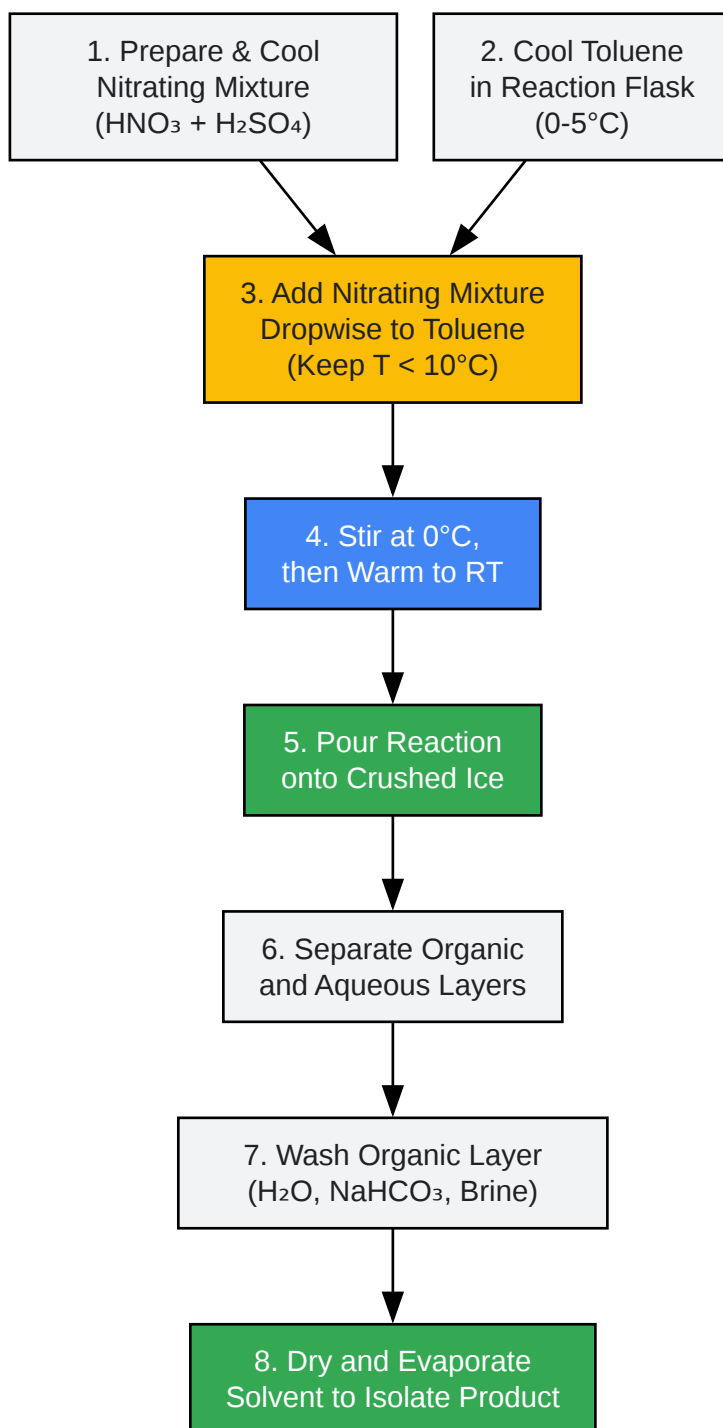 1. Prepare & Cool
Nitrating Mixture
(HNO₃ + H₂SO₄)
2. Cool Toluene
in Reaction Flask
(0-5°C)
3. Add Nitrating Mixture
Dropwise to Toluene
(Keep T < 10°C)
4. Stir at 0°C,
then Warm to RT
5. Pour Reaction
onto Crushed Ice
6. Separate Organic
and Aqueous Layers
7. Wash Organic Layer
(H₂O, NaHCO₃, Brine)
8. Dry and Evaporate
Solvent to Isolate Product